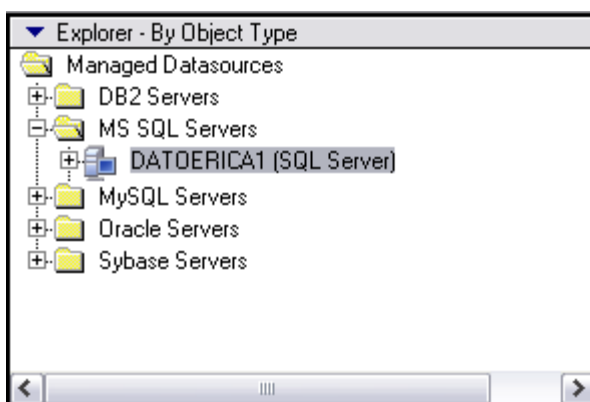 Explorer - By Object Type
Managed Datasources
DB2 Servers
MS SQL Servers
DATOERICA1 (SQL Server)
MySQL Servers
Oracle Servers
Sybase Servers